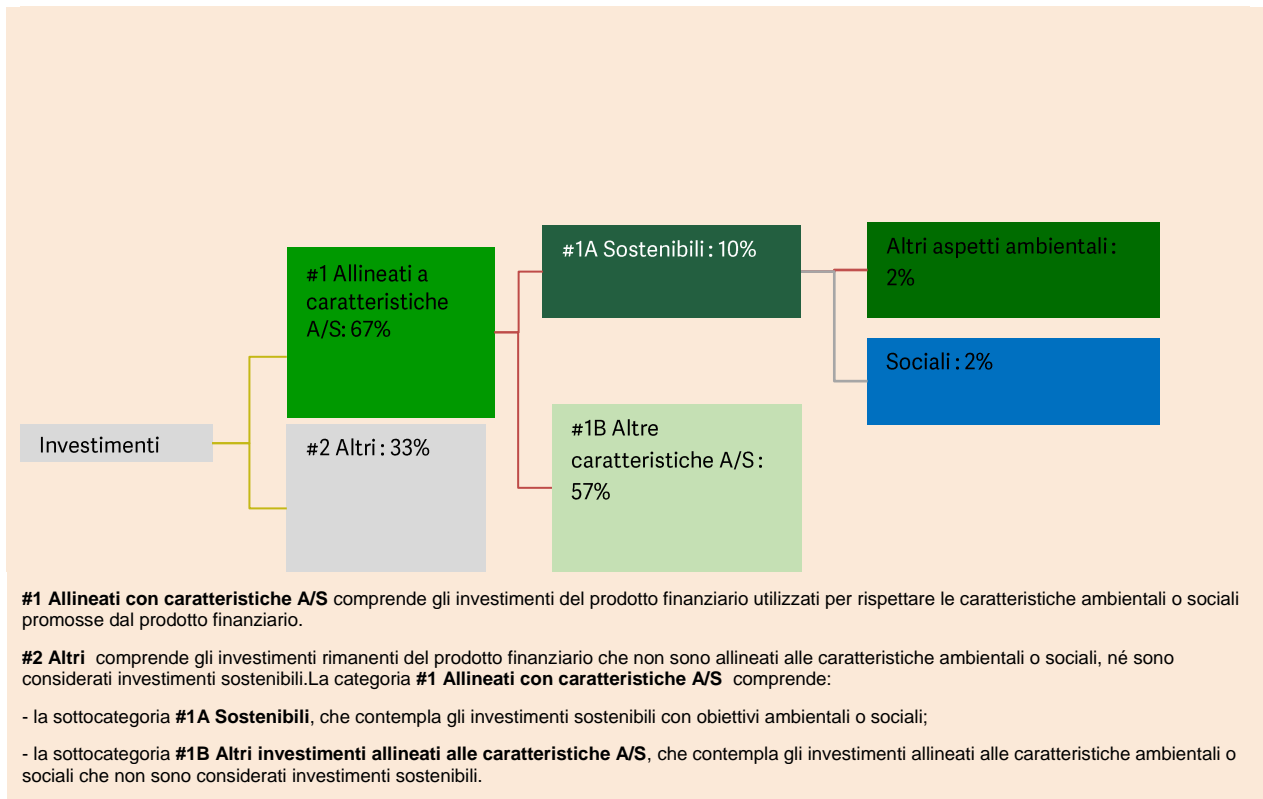 Investimenti
#1 Allineati a
caratteristiche
A/S: 67%
#2 Altri : 33%
#1A Sostenibili : 10%
#1B Altre
caratteristiche A/S :
57%
Altri aspetti ambientali :
2%
Sociali : 2%
#1 Allineati con caratteristiche A/S comprende gli investimenti del prodotto finanziario utilizzati per rispettare le caratteristiche ambientali o sociali
promosse dal prodotto finanziario.
#2 Altri comprende gli investimenti rimanenti del prodotto finanziario che non sono allineati alle caratteristiche ambientali o sociali, né sono
considerati investimenti sostenibili.La categoria #1 Allineati con caratteristiche A/S comprende:
- la sottocategoria #1A Sostenibili, che contempla gli investimenti sostenibili con obiettivi ambientali o sociali;
- la sottocategoria #1B Altri investimenti allineati alle caratteristiche A/S, che contempla gli investimenti allineati alle caratteristiche ambientali o
sociali che non sono considerati investimenti sostenibili.